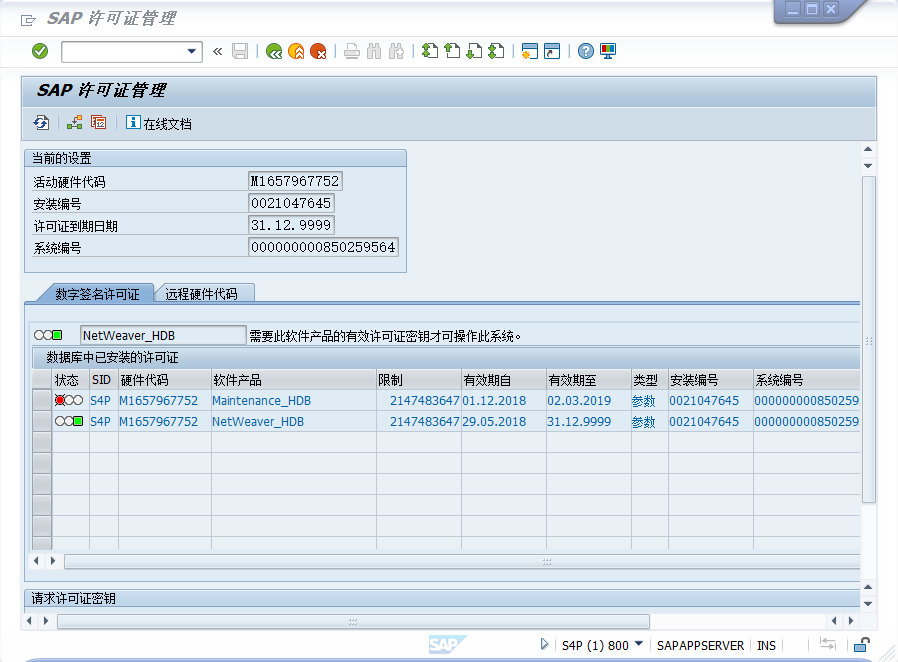 SAP 许可证管理
SAP 许可证管理
在线文档
当前的设置
活动硬件代码 M1657967752
安装编号 0021047645
许可证到期日期 31.12.9999
系统编号 000000000850259564
数字签名许可证 远程硬件代码
NetWeaver_HDB 需要此软件产品的有效许可证密钥才可操作此系统。
数据库中已安装的许可证
状态 SID 硬件代码 软件产品 限制 有效期自 有效期至 类型 安装编号 系统编号
S4P M1657967752 Maintenance_HDB 2147483647 01.12.2018 02.03.2019 参数 0021047645 000000000850259
S4P M1657967752 NetWeaver_HDB 2147483647 29.05.2018 31.12.9999 参数 0021047645 000000000850259
请求许可证密钥
SAP S4P (1) 800 SAPAPPSERVER INS